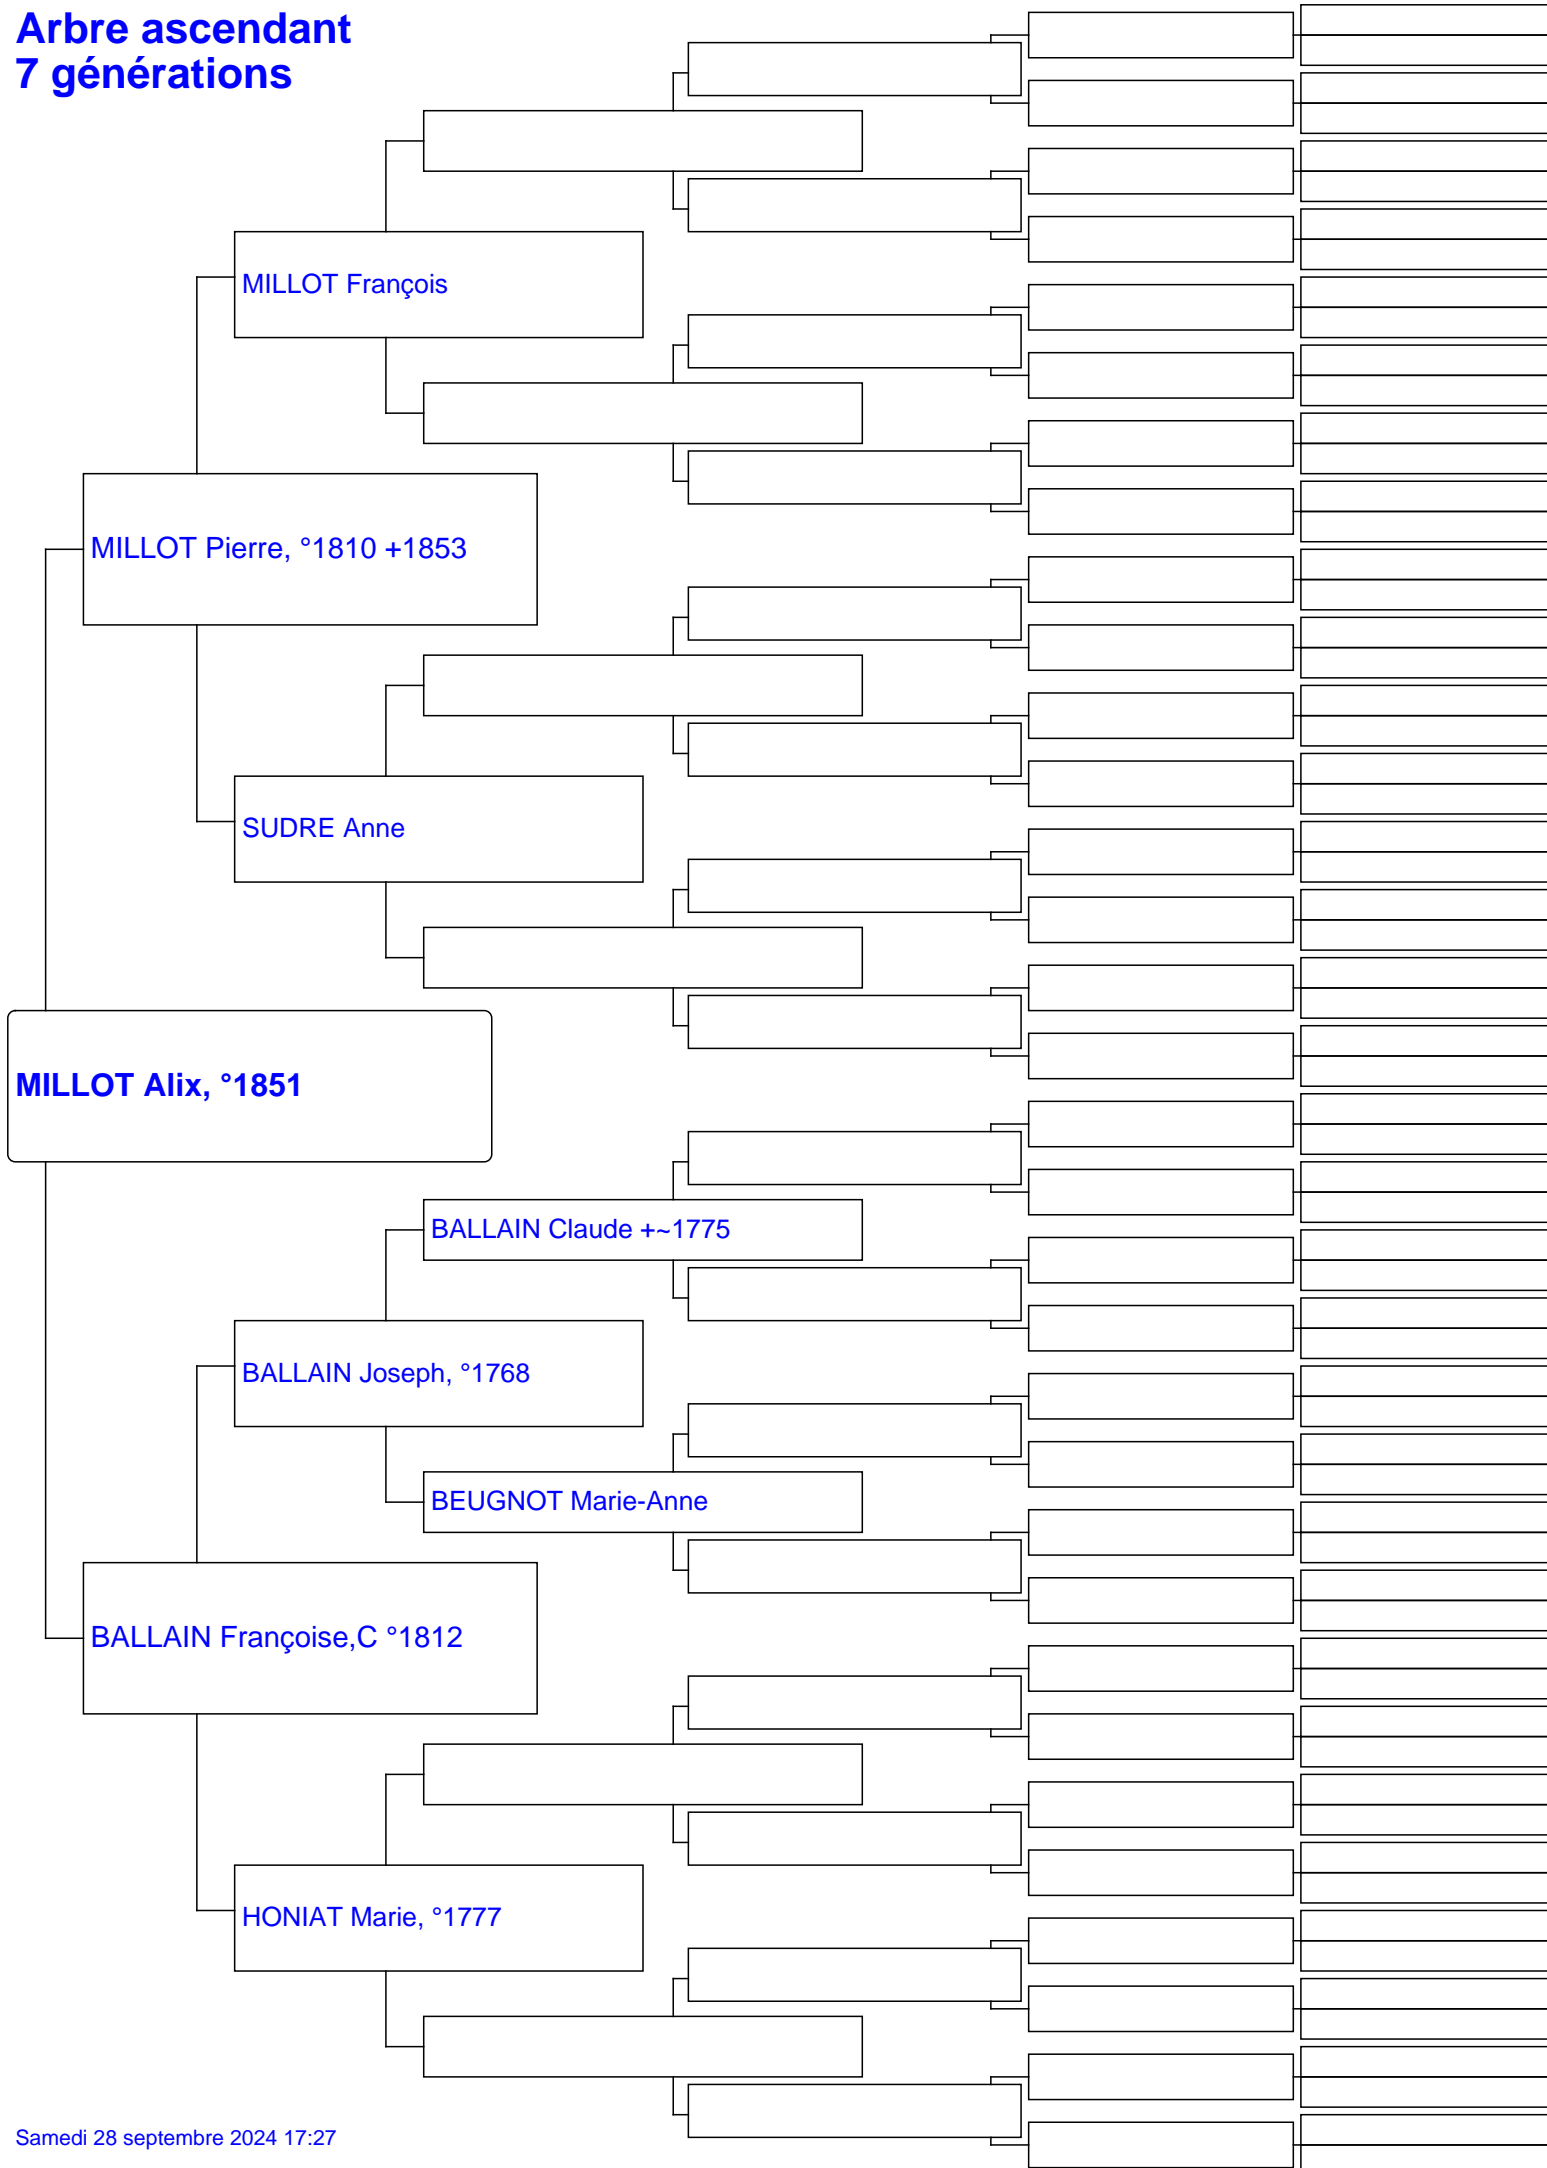 Arbre ascendant
7 générations
MILLOT François
MILLOT Pierre, °1810 +1853
SUDRE Anne
MILLOT Alix, °1851
BALLAIN Claude +~1775
BALLAIN Joseph, °1768
BEUGNOT Marie-Anne
BALLAIN Françoise,C °1812
HONIAT Marie, °1777
Samedi 28 septembre 2024 17:27